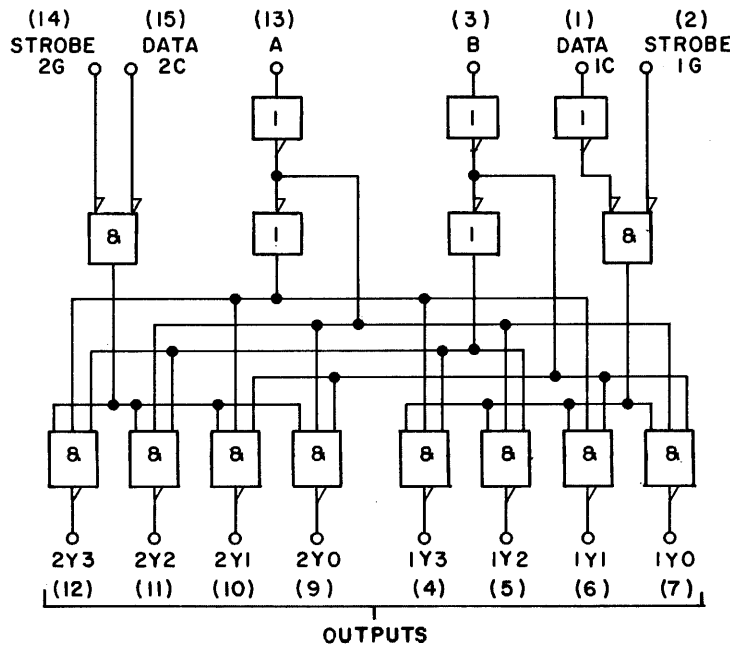 (14) (15) (13) (3) (1) (2)
STROBE DATA A B DATA STROBE
2G 2C 1C 1G
1 1 1
& 1 1 &
& & & & & & & &
2Y3 2Y2 2Y1 2Y0 1Y3 1Y2 1Y1 1Y0
(12) (11) (10) (9) (4) (5) (6) (7)
OUTPUTS